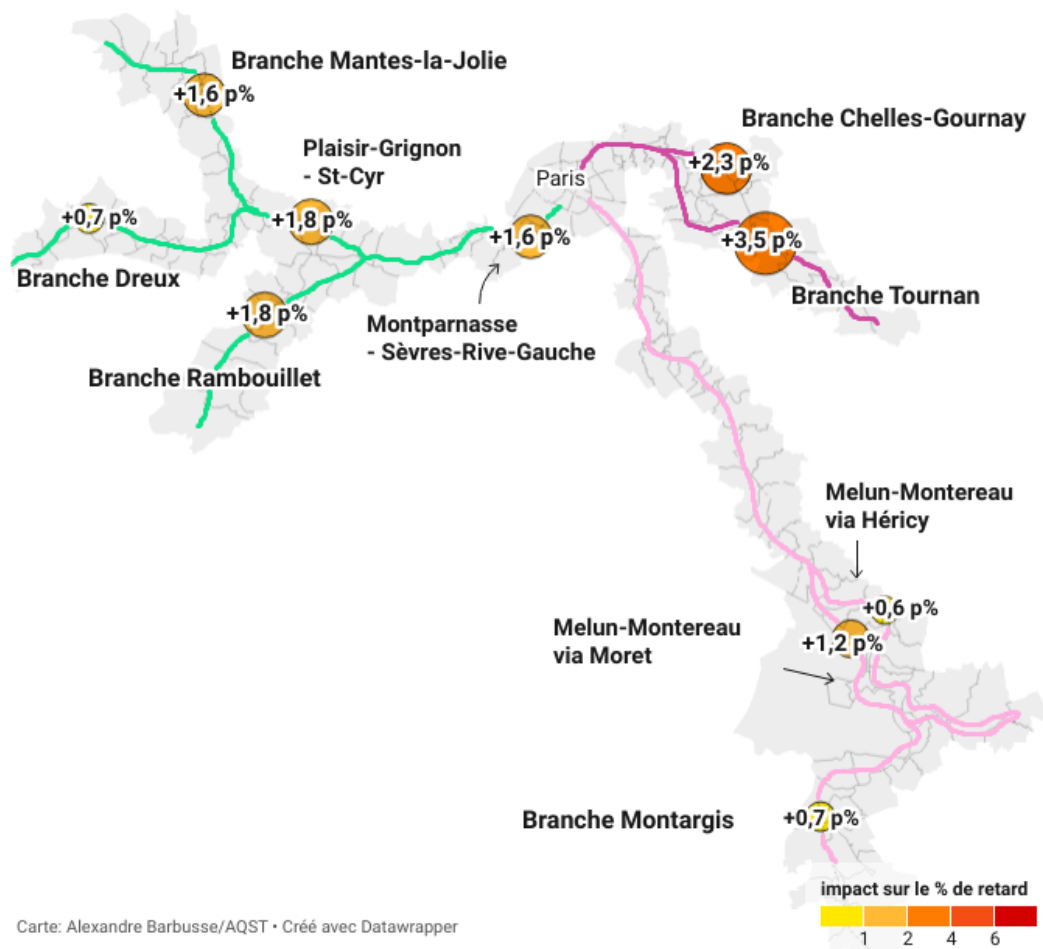 Branche Mantes-la-Jolie
+1,6 p%
Branche Chelles-Gournay
Plaisir-Grignon
- St-Cyr
+2,3 p%
Paris
+0,7 p%
+1,8 p%
+1,6 p%
+3,5 p%
Branche Dreux
Branche Tournan
+1,8 p%
Montparnasse
- Sèvres-Rive-Gauche
Branche Rambouillet
Melun-Montereau
via Héricy
+0,6 p%
Melun-Montereau
via Moret
+1,2 p%
Branche Montargis
+0,7 p%
impact sur le % de retard
1 2 4 6
Carte: Alexandre Barbusse/AQST • Créé avec Datawrapper